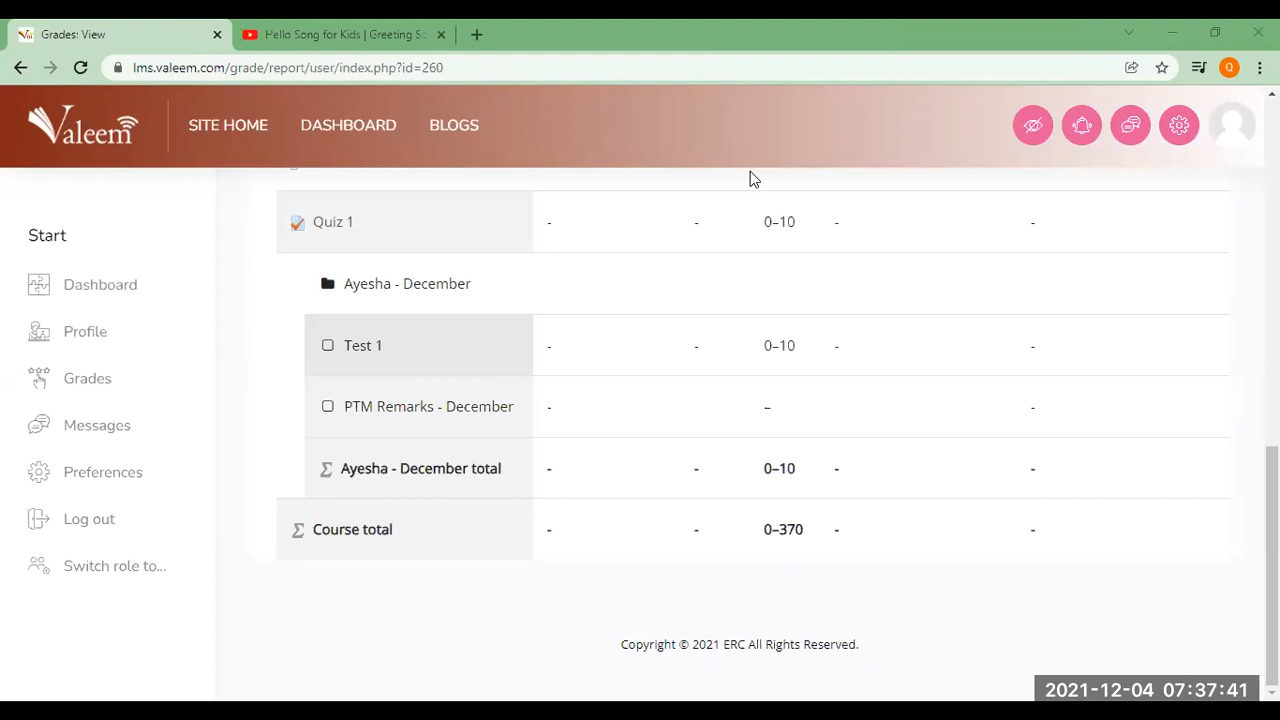 Grades: View
Hello Song for Kids | Greeting So
lms.valeem.com/grade/report/user/index.php?id=260
Q
Valeem SITE HOME DASHBOARD BLOGS
Start
Dashboard
Profile
Grades
Messages
Preferences
Log out
Switch role to...
Quiz 1 - - 0–10 - -
Ayesha - December
Test 1 - - 0–10 - -
PTM Remarks - December - – -
Ayesha - December total - - 0–10 - -
Course total - - 0–370 - -
Copyright © 2021 ERC All Rights Reserved.
2021-12-04 07:37:41